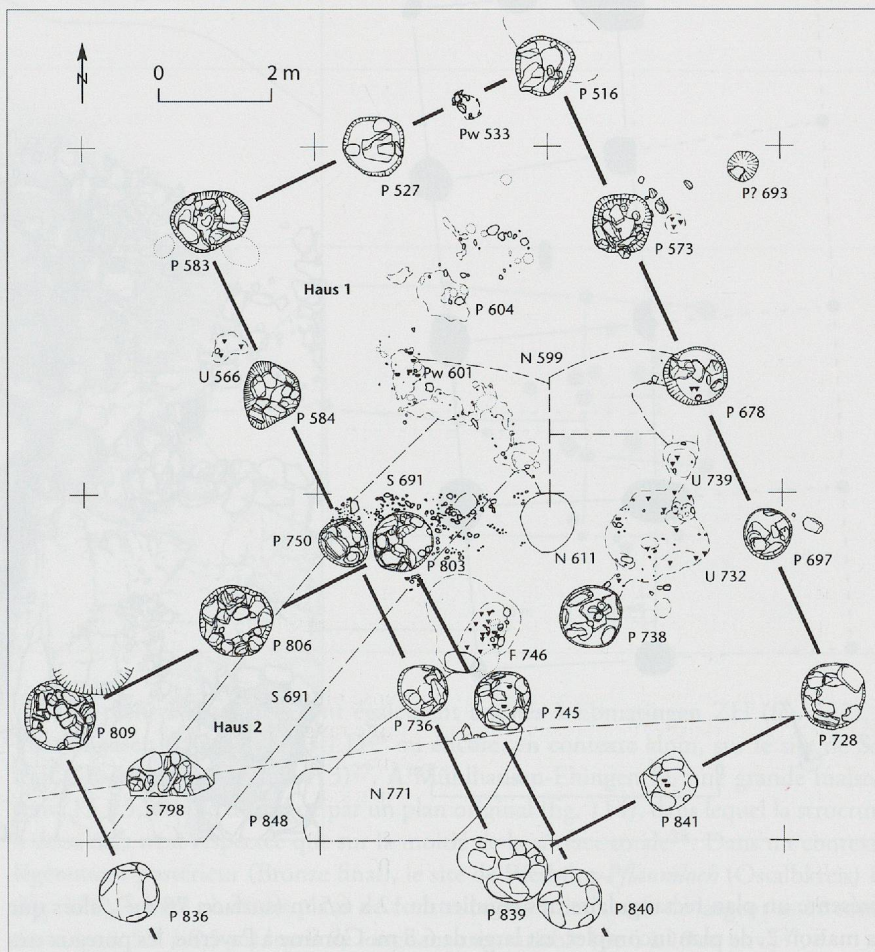 N
0 2 m
P 516
Pw 533
P 527
P? 693
P 573
P 583
Haus 1
P 604
U 566
N 599
Pw 601
P 678
P 584
S 691
U 739
P 750
P 803
N 611
P 697
U 732
P 806
P 738
F 746
S 691
P 809
Haus 2
P 736
P 745
P 728
S 798
P 848
N 771
P 841
P 836
P 839
P 840